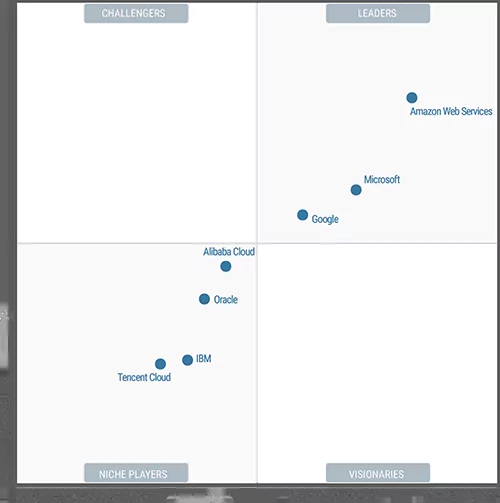 CHALLENGERS
LEADERS
Amazon Web Services
Microsoft
Google
Alibaba Cloud
Oracle
IBM
Tencent Cloud
NICHE PLAYERS
VISIONARIES